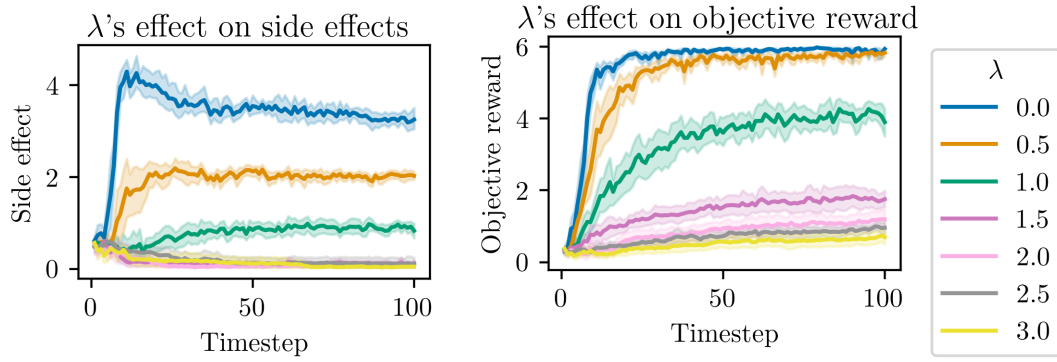 λ's effect on side effects
Side effect
4
2
0
0
50
100
Timestep
λ's effect on objective reward
Objective reward
6
4
2
0
0
50
100
Timestep
λ
0.0
0.5
1.0
1.5
2.0
2.5
3.0